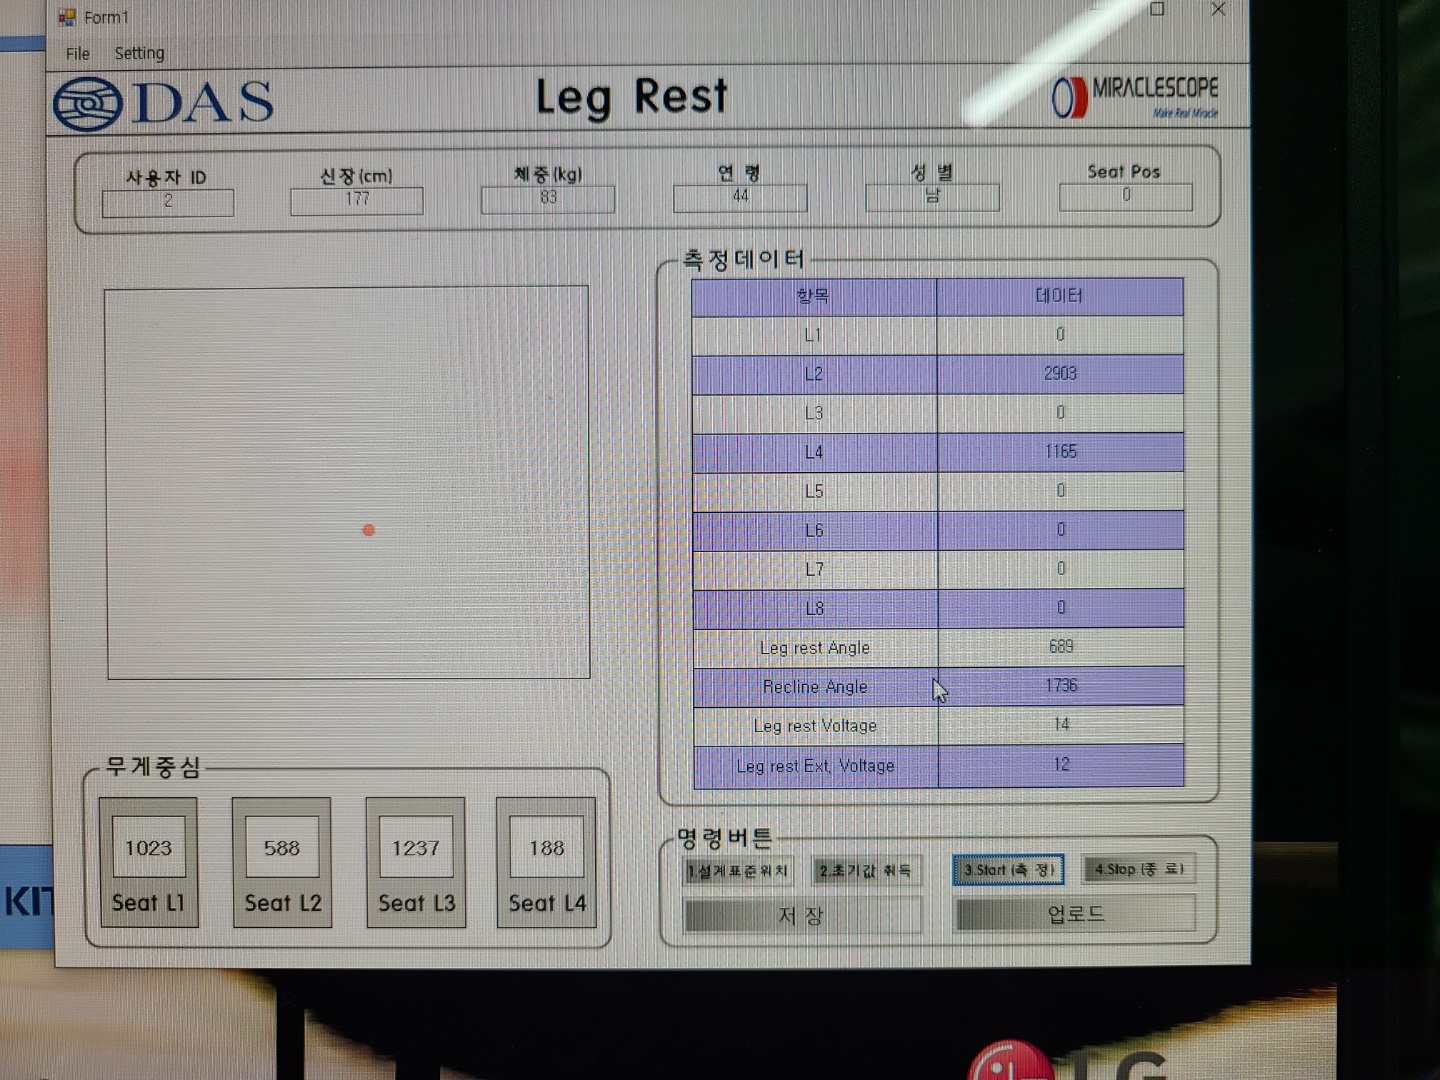 Form1
File Setting
DAS
Leg Rest
MIRACLESCOPE
Make Real Miracle
사용자 ID 신장(cm) 체중(kg) 연 령 성 별 Seat Pos
2 177 83 44 남 0
측정데이터
항목 데이터
L1 0
L2 2903
L3 0
L4 1165
L5 0
L6 0
L7 0
L8 0
Leg rest Angle 689
Recline Angle 1736
Leg rest Voltage 14
Leg rest Ext, Voltage 12
무게중심
1023 588 1237 188
Seat L1 Seat L2 Seat L3 Seat L4
명령버튼
1.설계표준위치 2.초기값 취득 3.Start (측 정) 4.Stop (종 료)
저 장 업로드
KIT
LG